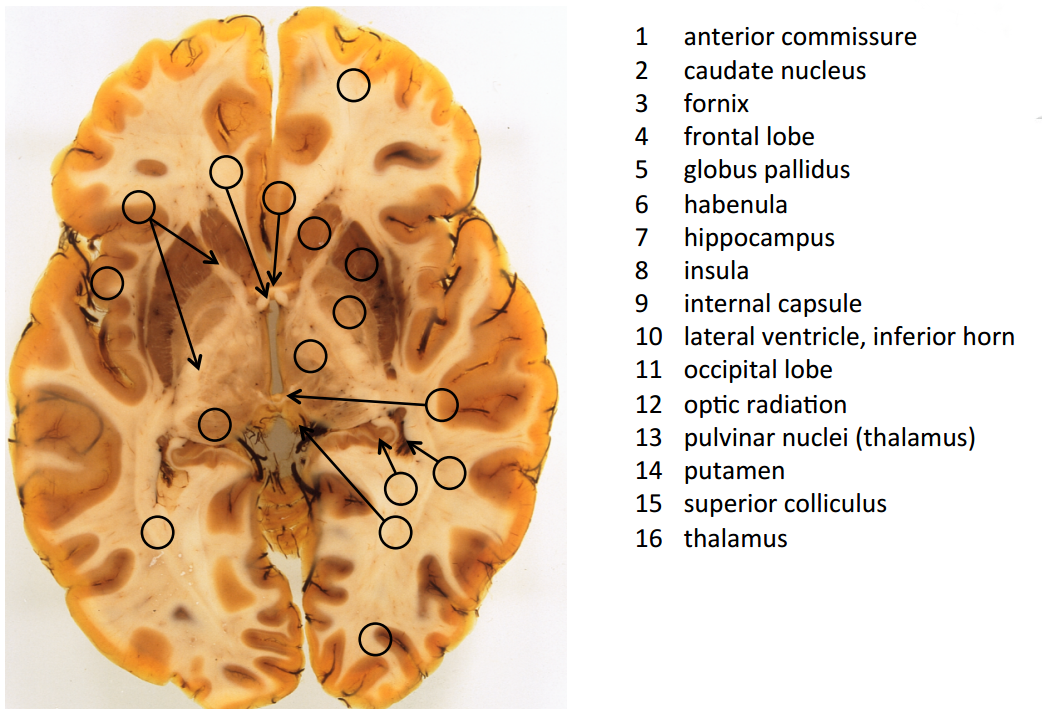 1 anterior commissure
2 caudate nucleus
3 fornix
4 frontal lobe
5 globus pallidus
6 habenula
7 hippocampus
8 insula
9 internal capsule
10 lateral ventricle, inferior horn
11 occipital lobe
12 optic radiation
13 pulvinar nuclei (thalamus)
14 putamen
15 superior colliculus
16 thalamus